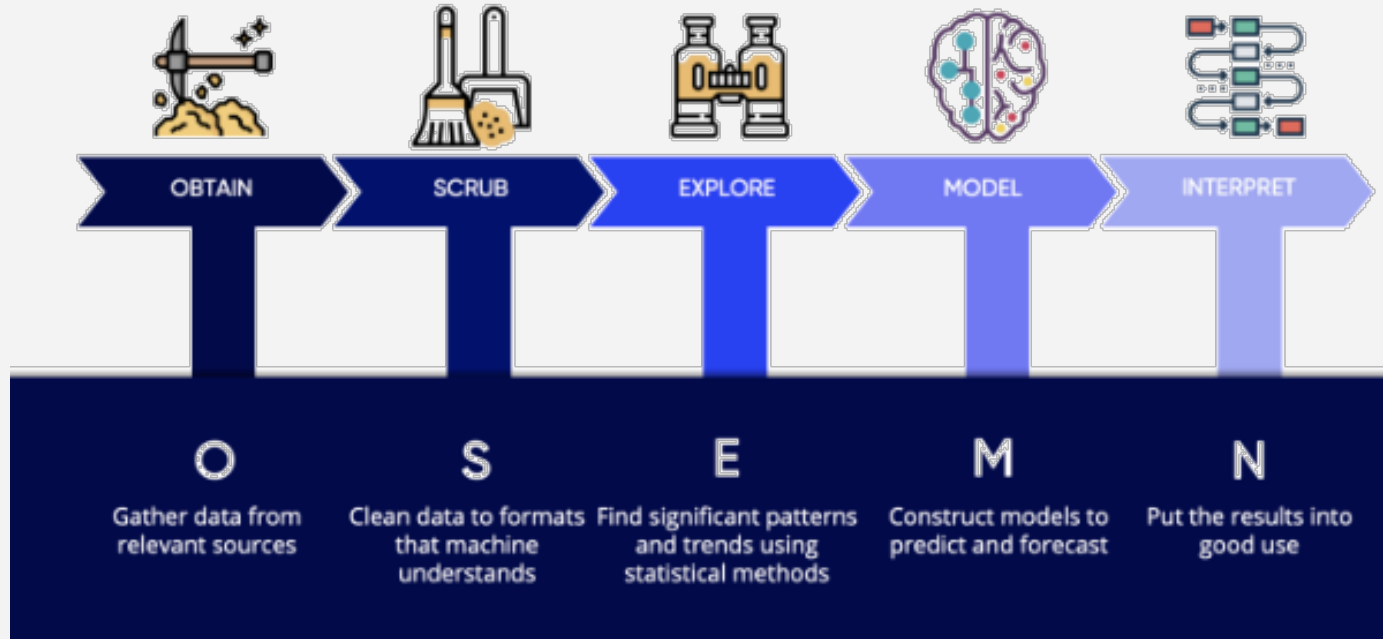 OBTAIN
SCRUB
EXPLORE
MODEL
INTERPRET
O
S
E
M
N
Gather data from
relevant sources
Clean data to formats
that machine
understands
Find significant patterns
and trends using
statistical methods
Construct models to
predict and forecast
Put the results into
good use